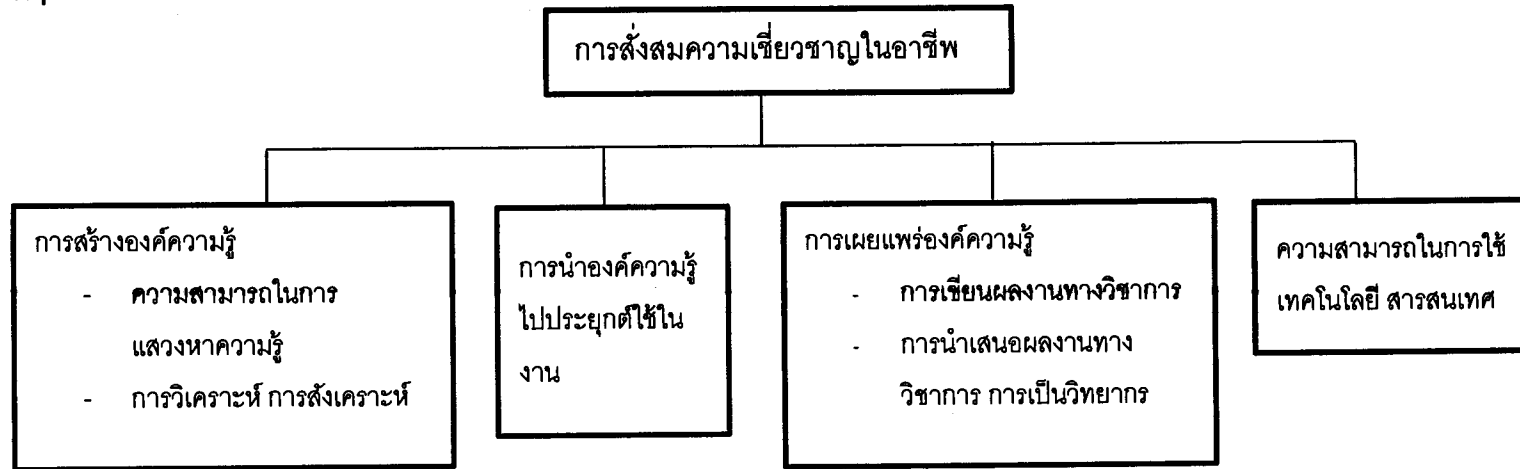 การสั่งสมความเชี่ยวชาญในอาชีพ
การสร้างองค์ความรู้
- ความสามารถในการ
แสวงหาความรู้
- การวิเคราะห์ การสังเคราะห์
การนำองค์ความรู้
ไปประยุกต์ใช้ใน
งาน
การเผยแพร่องค์ความรู้
- การเขียนผลงานทางวิชาการ
- การนำเสนอผลงานทาง
วิชาการ การเป็นวิทยากร
ความสามารถในการใช้
เทคโนโลยี สารสนเทศ